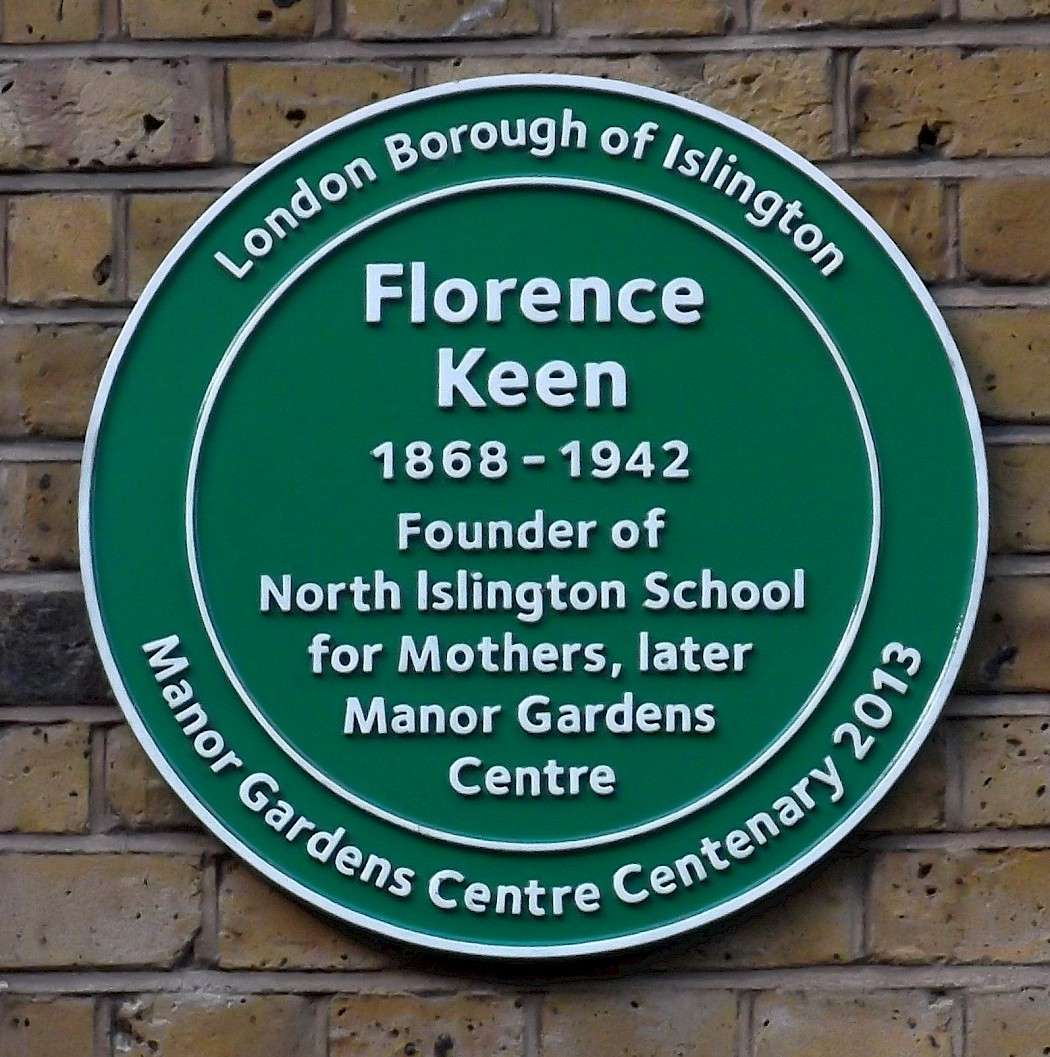 London Borough of Islington
Florence
Keen
1868 - 1942
Founder of
North Islington School
for Mothers, later
Manor Gardens
Centre
Manor Gardens Centre Centenary 2013